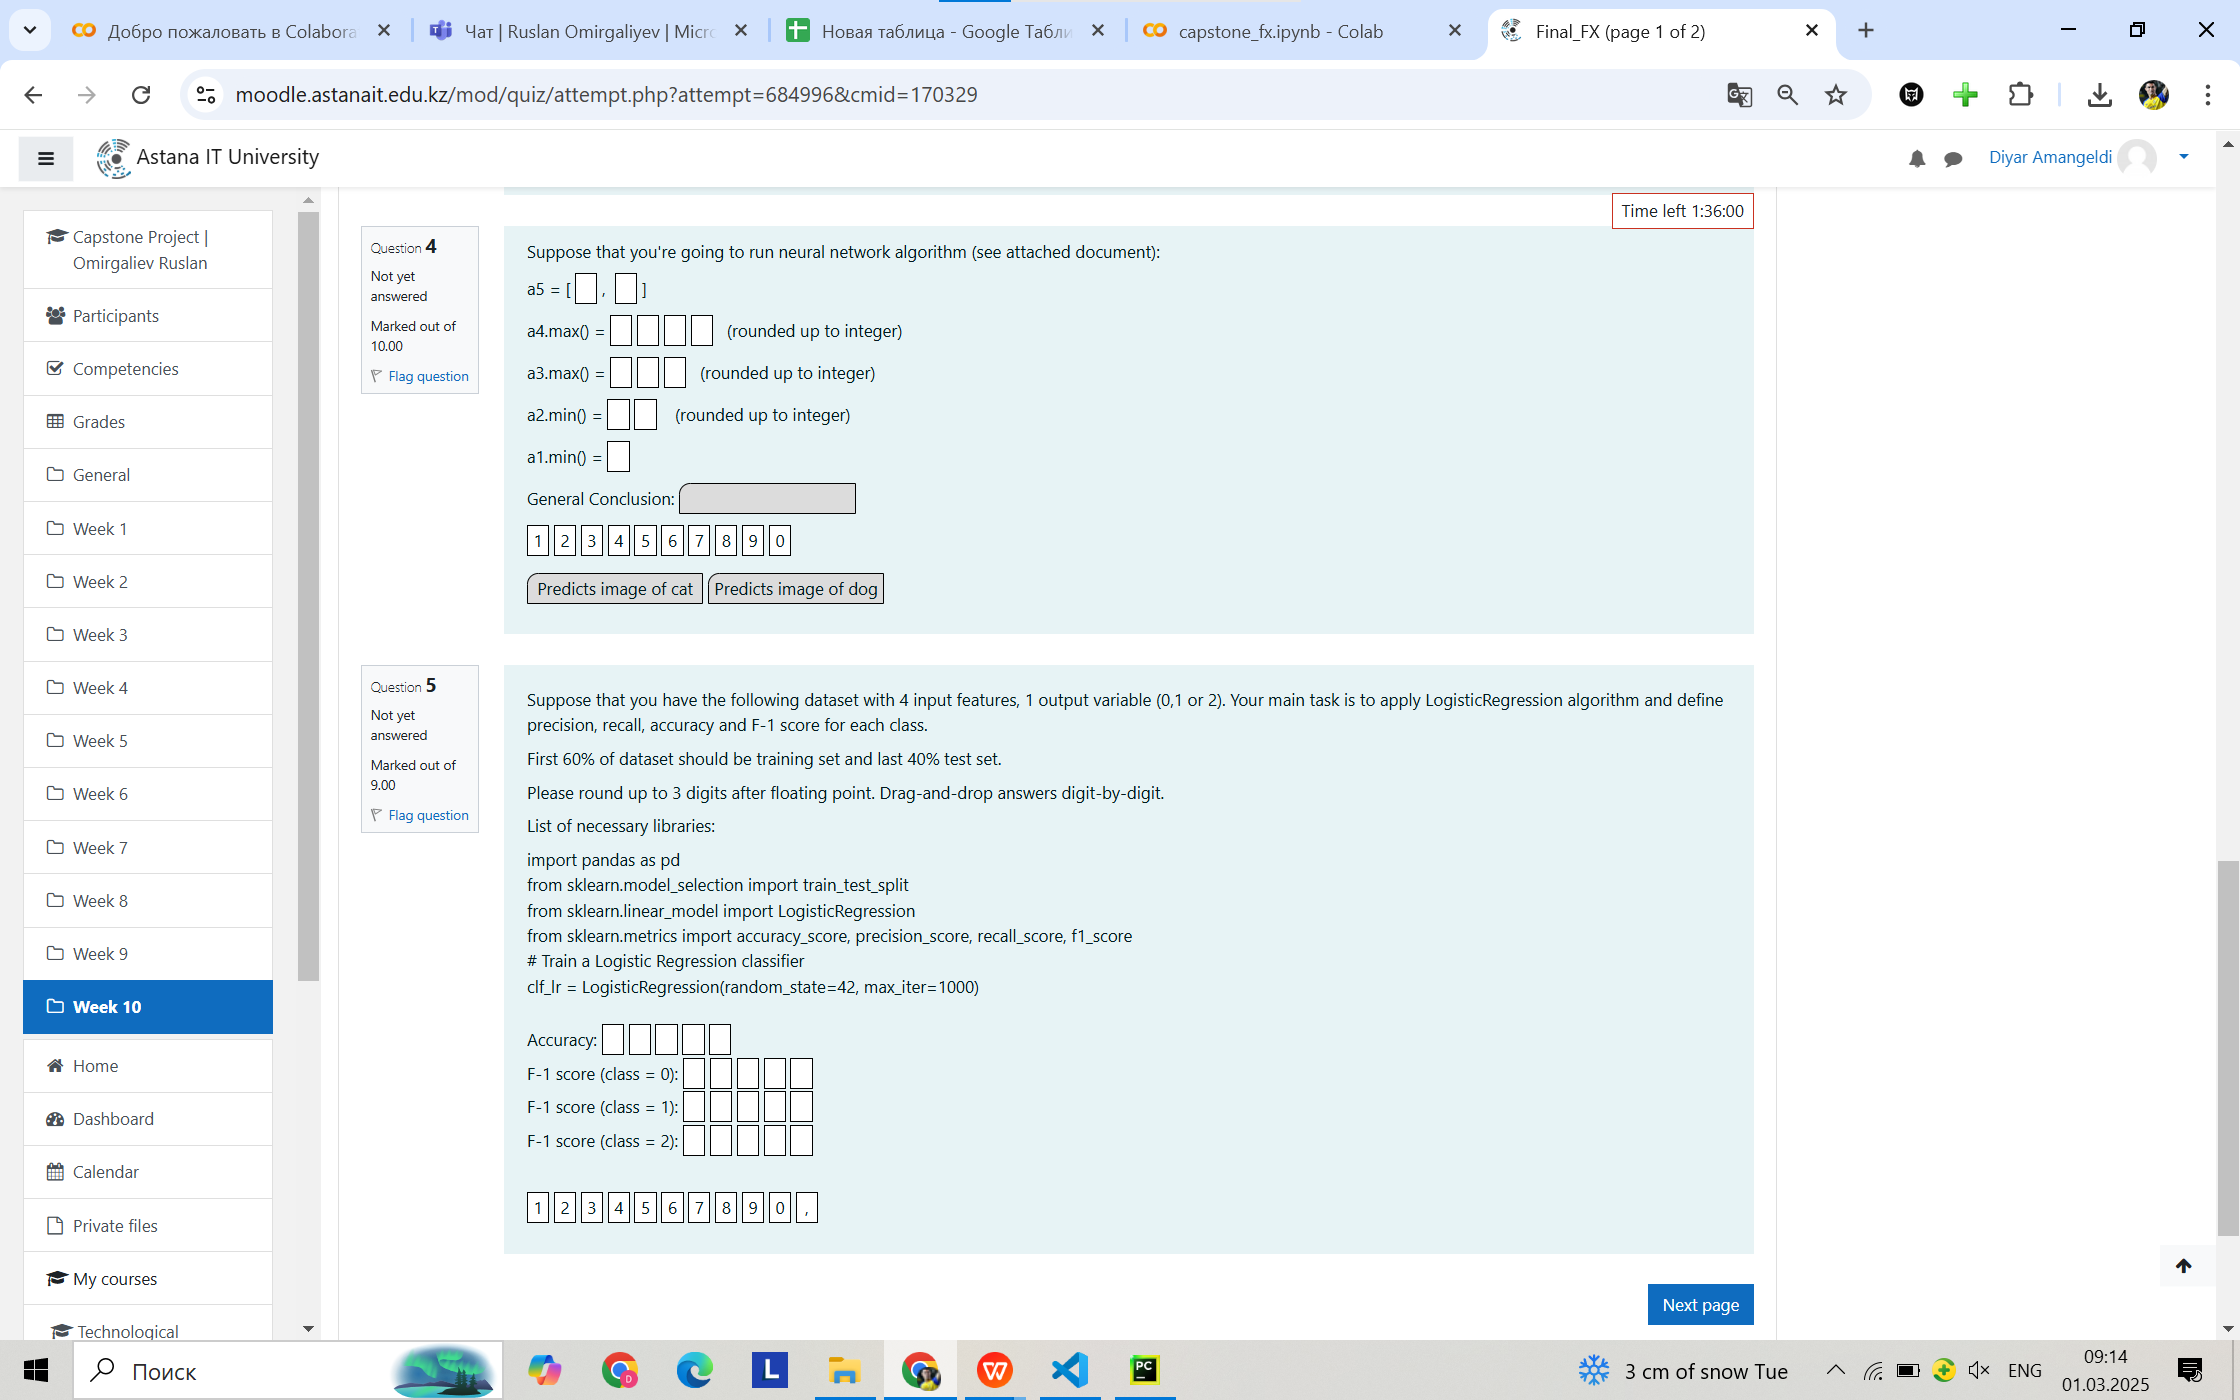 Добро пожаловать в Colabora
Чат | Ruslan Omirgaliyev | Micro
Новая таблица - Google Табли
capstone_fx.ipynb - Colab
Final_FX (page 1 of 2)
moodle.astanait.edu.kz/mod/quiz/attempt.php?attempt=684996&cmid=170329
Astana IT University
Diyar Amangeldi
Capstone Project |
Omirgaliev Ruslan
Participants
Competencies
Grades
General
Week 1
Week 2
Week 3
Week 4
Week 5
Week 6
Week 7
Week 8
Week 9
Week 10
Home
Dashboard
Calendar
Private files
My courses
Technological
Time left 1:36:00
Question 4
Not yet
answered
Marked out of
10.00
Flag question
Suppose that you're going to run neural network algorithm (see attached document):
a5 = [ , ]
a4.max() = (rounded up to integer)
a3.max() = (rounded up to integer)
a2.min() = (rounded up to integer)
a1.min() =
General Conclusion:
1 2 3 4 5 6 7 8 9 0
Predicts image of cat Predicts image of dog
Question 5
Not yet
answered
Marked out of
9.00
Flag question
Suppose that you have the following dataset with 4 input features, 1 output variable (0,1 or 2). Your main task is to apply LogisticRegression algorithm and define
precision, recall, accuracy and F-1 score for each class.
First 60% of dataset should be training set and last 40% test set.
Please round up to 3 digits after floating point. Drag-and-drop answers digit-by-digit.
List of necessary libraries:
import pandas as pd
from sklearn.model_selection import train_test_split
from sklearn.linear_model import LogisticRegression
from sklearn.metrics import accuracy_score, precision_score, recall_score, f1_score
# Train a Logistic Regression classifier
clf_lr = LogisticRegression(random_state=42, max_iter=1000)
Accuracy:
F-1 score (class = 0):
F-1 score (class = 1):
F-1 score (class = 2):
1 2 3 4 5 6 7 8 9 0 ,
Next page
Поиск
3 cm of snow Tue
ENG
09:14
01.03.2025